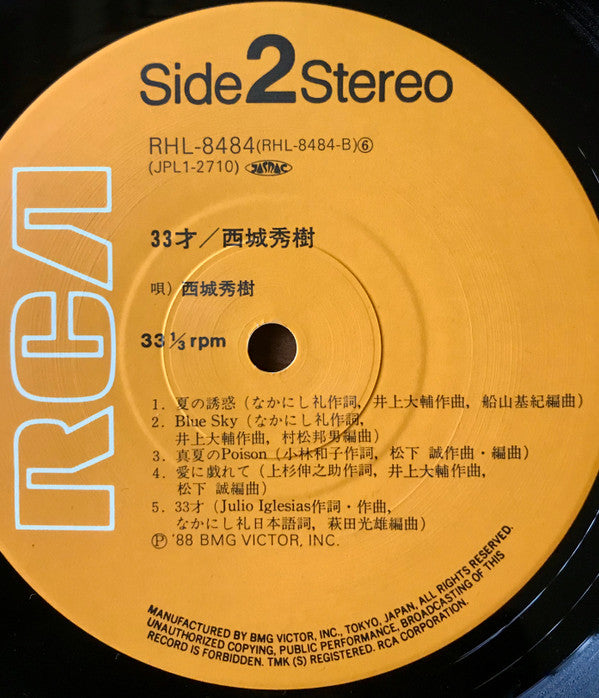 Side2Stereo
RHL-8484(RHL-8484-B)⑥
(JPL1-2710) JASRAC
RCA
33才／西城秀樹
唄）西城秀樹
33⅓rpm
1. 夏の誘惑（なかにし礼作詞, 井上大輔作曲, 船山基紀編曲）
2. Blue Sky（なかにし礼作詞,
井上大輔作曲, 村松邦男編曲）
3. 真夏のPoison（小林和子作詞, 松下 誠作曲・編曲）
4. 愛に戯れて（上杉伸之助作詞, 井上大輔作曲,
松下 誠編曲）
5. 33才（Julio Iglesias作詞・作曲,
なかにし礼日本語詞, 萩田光雄編曲）
Ⓟ '88 BMG VICTOR, INC.
MANUFACTURED BY BMG VICTOR, INC., TOKYO, JAPAN, ALL RIGHTS RESERVED.
UNAUTHORIZED COPYING, PUBLIC PERFORMANCE. BROADCASTING OF THIS
RECORD IS FORBIDDEN. TMK (S) REGISTERED. RCA CORPORATION.